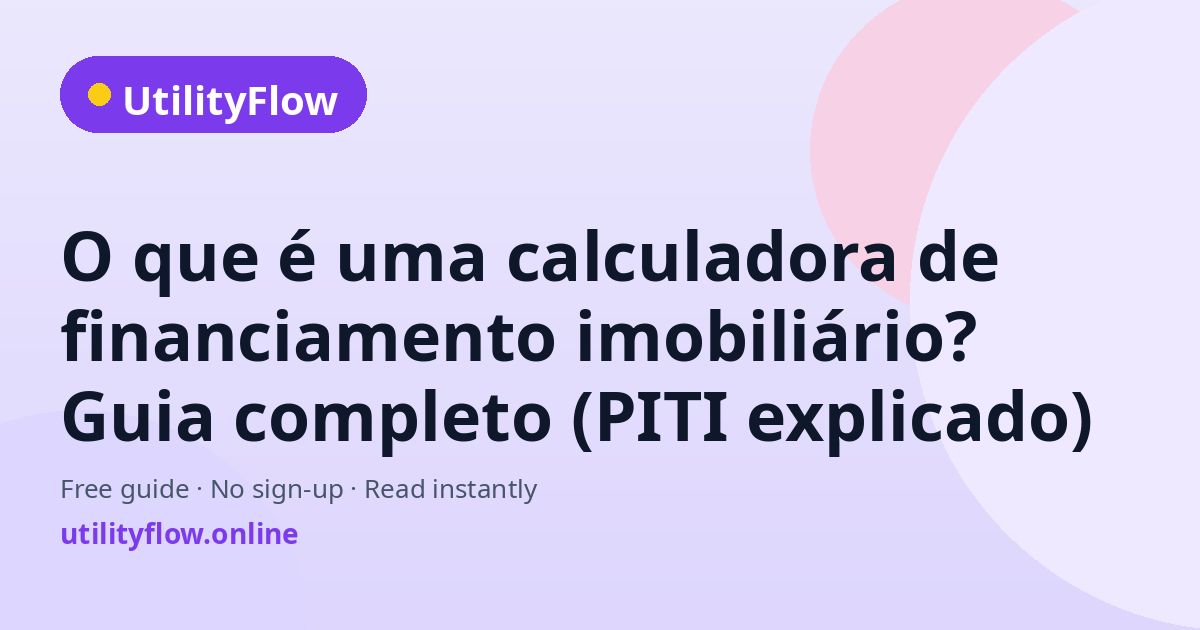 UtilityFlow
O que é uma calculadora de
financiamento imobiliário?
Guia completo (PITI explicado)
Free guide · No sign-up · Read instantly
utilityflow.online